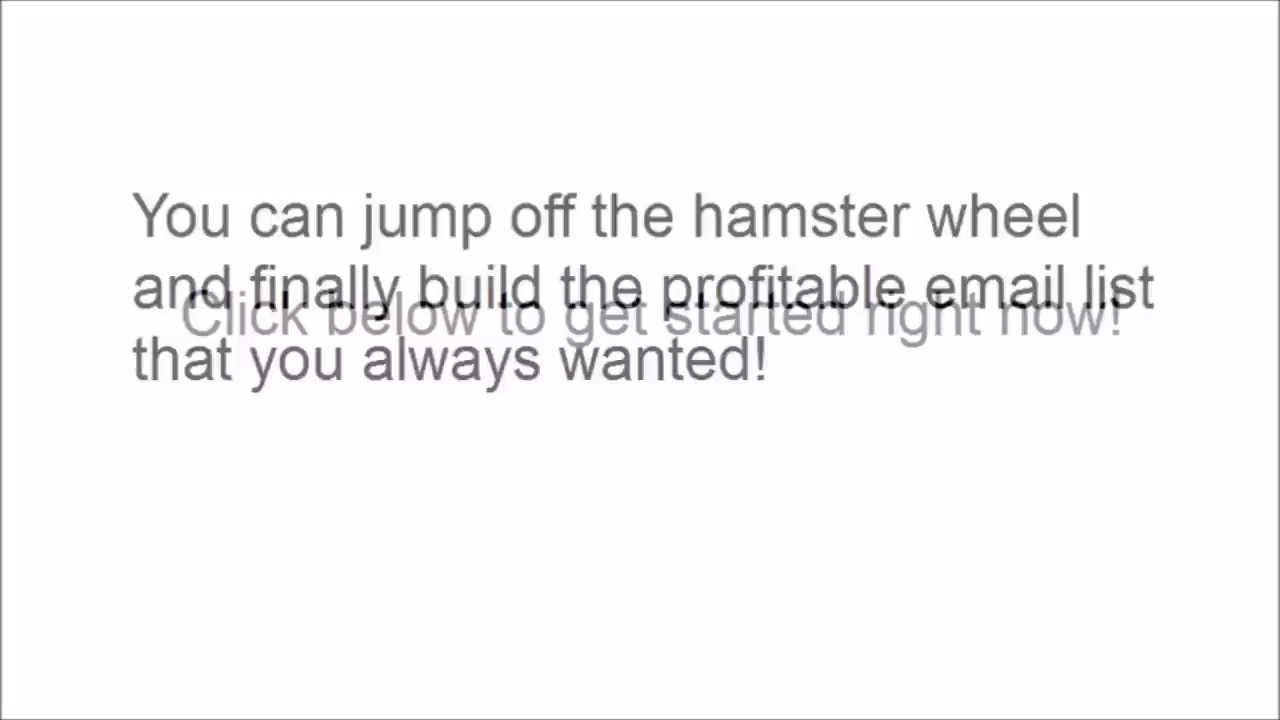 You can jump off the hamster wheel
and finally build the profitable email list
Click below to get started right now!
that you always wanted!